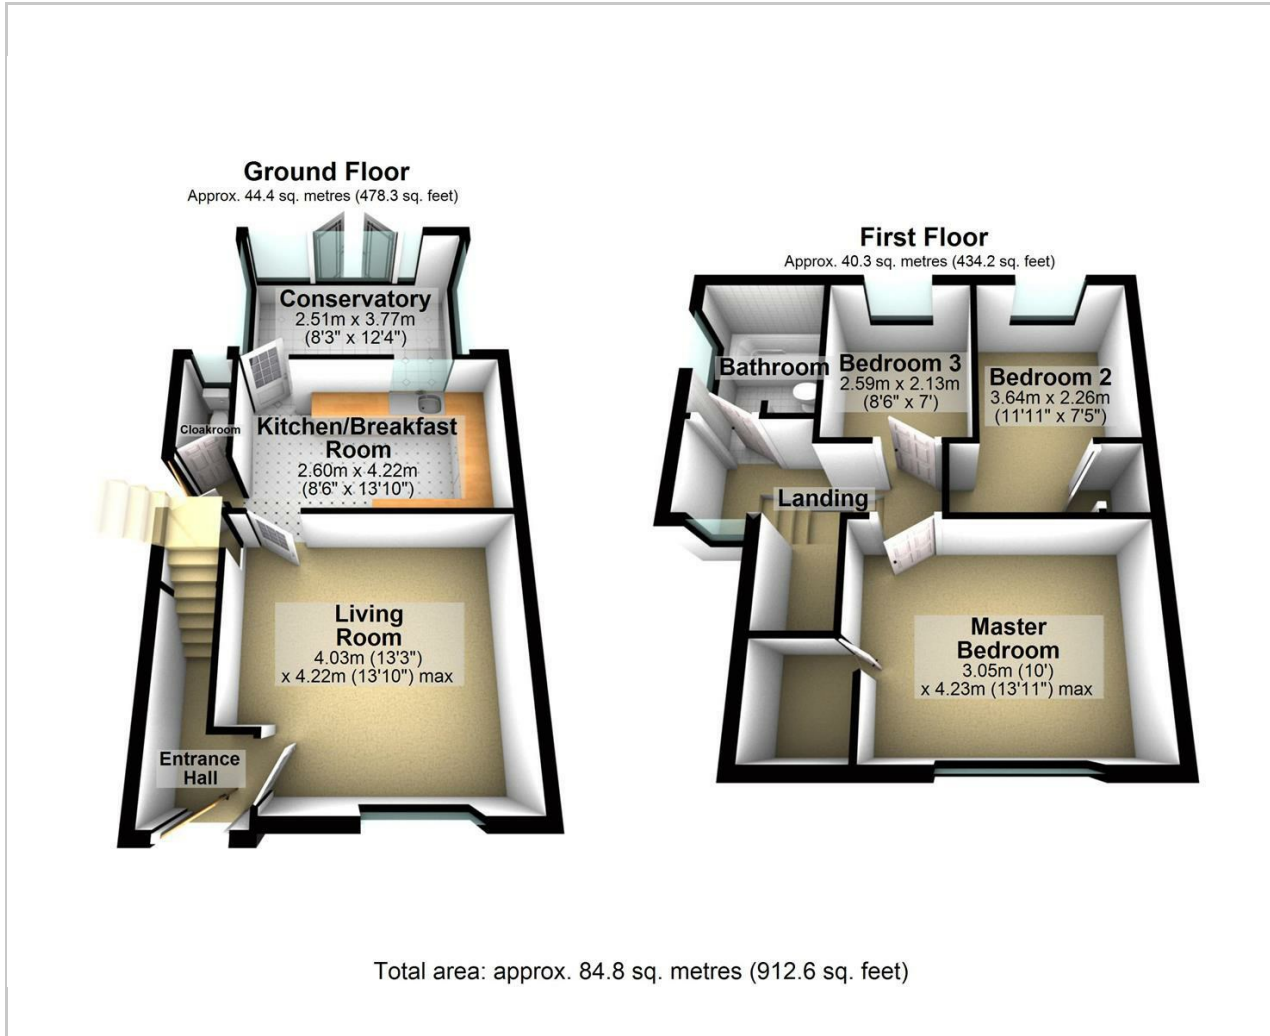 Ground Floor
Approx. 44.4 sq. metres (478.3 sq. feet)
Conservatory
2.51m x 3.77m
(8'3" x 12'4")
Cloakroom
Kitchen/Breakfast
Room
2.60m x 4.22m
(8'6" x 13'10")
Living
Room
4.03m (13'3")
x 4.22m (13'10") max
Entrance
Hall
First Floor
Approx. 40.3 sq. metres (434.2 sq. feet)
Bathroom
Bedroom 3
2.59m x 2.13m
(8'6" x 7')
Bedroom 2
3.64m x 2.26m
(11'11" x 7'5")
Landing
Master
Bedroom
3.05m (10')
x 4.23m (13'11") max
Total area: approx. 84.8 sq. metres (912.6 sq. feet)